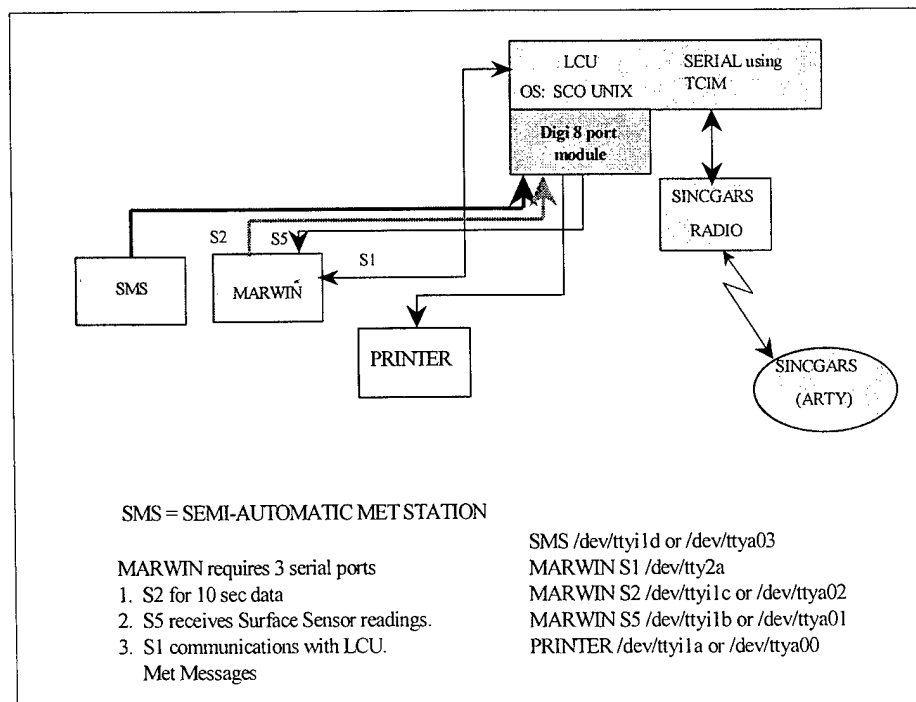 LCU
SERIAL using
TCIM
OS: SCO UNIX
Digi 8 port
module
SINCGARS
RADIO
S2
S5
S1
SMS
MARWIN
PRINTER
SINCGARS
(ARTY)
SMS = SEMI-AUTOMATIC MET STATION
MARWIN requires 3 serial ports
1. S2 for 10 sec data
2. S5 receives Surface Sensor readings.
3. S1 communications with LCU.
Met Messages
SMS /dev/ttyi1d or /dev/ttya03
MARWIN S1 /dev/tty2a
MARWIN S2 /dev/ttyi1c or /dev/ttya02
MARWIN S5 /dev/ttyi1b or /dev/ttya01
PRINTER /dev/ttyi1a or /dev/ttya00